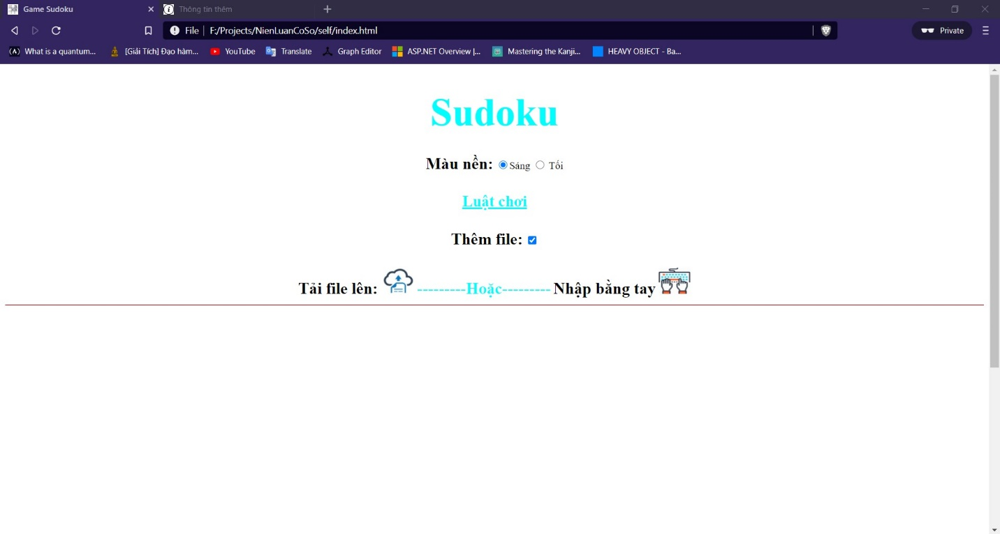 Game Sudoku
Thông tin thêm
File F:/Projects/NienLuanCoSo/self/index.html
Private
What is a quantum... [Giải Tích] Đạo hàm... YouTube Translate Graph Editor ASP.NET Overview |... Mastering the Kanji... HEAVY OBJECT - Ba...
Sudoku
Màu nền: Sáng Tối
Luật chơi
Thêm file:
Tải file lên: ---------Hoặc--------- Nhập bằng tay